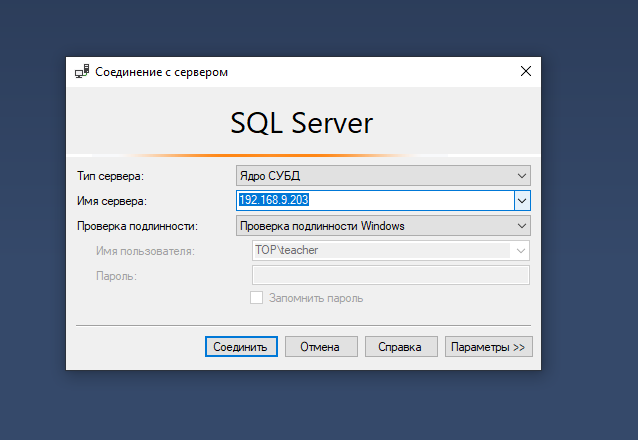 Соединение с сервером
SQL Server
Тип сервера: Ядро СУБД
Имя сервера: 192.168.9.203
Проверка подлинности: Проверка подлинности Windows
Имя пользователя: TOP\teacher
Пароль:
Запомнить пароль
Соединить Отмена Справка Параметры >>